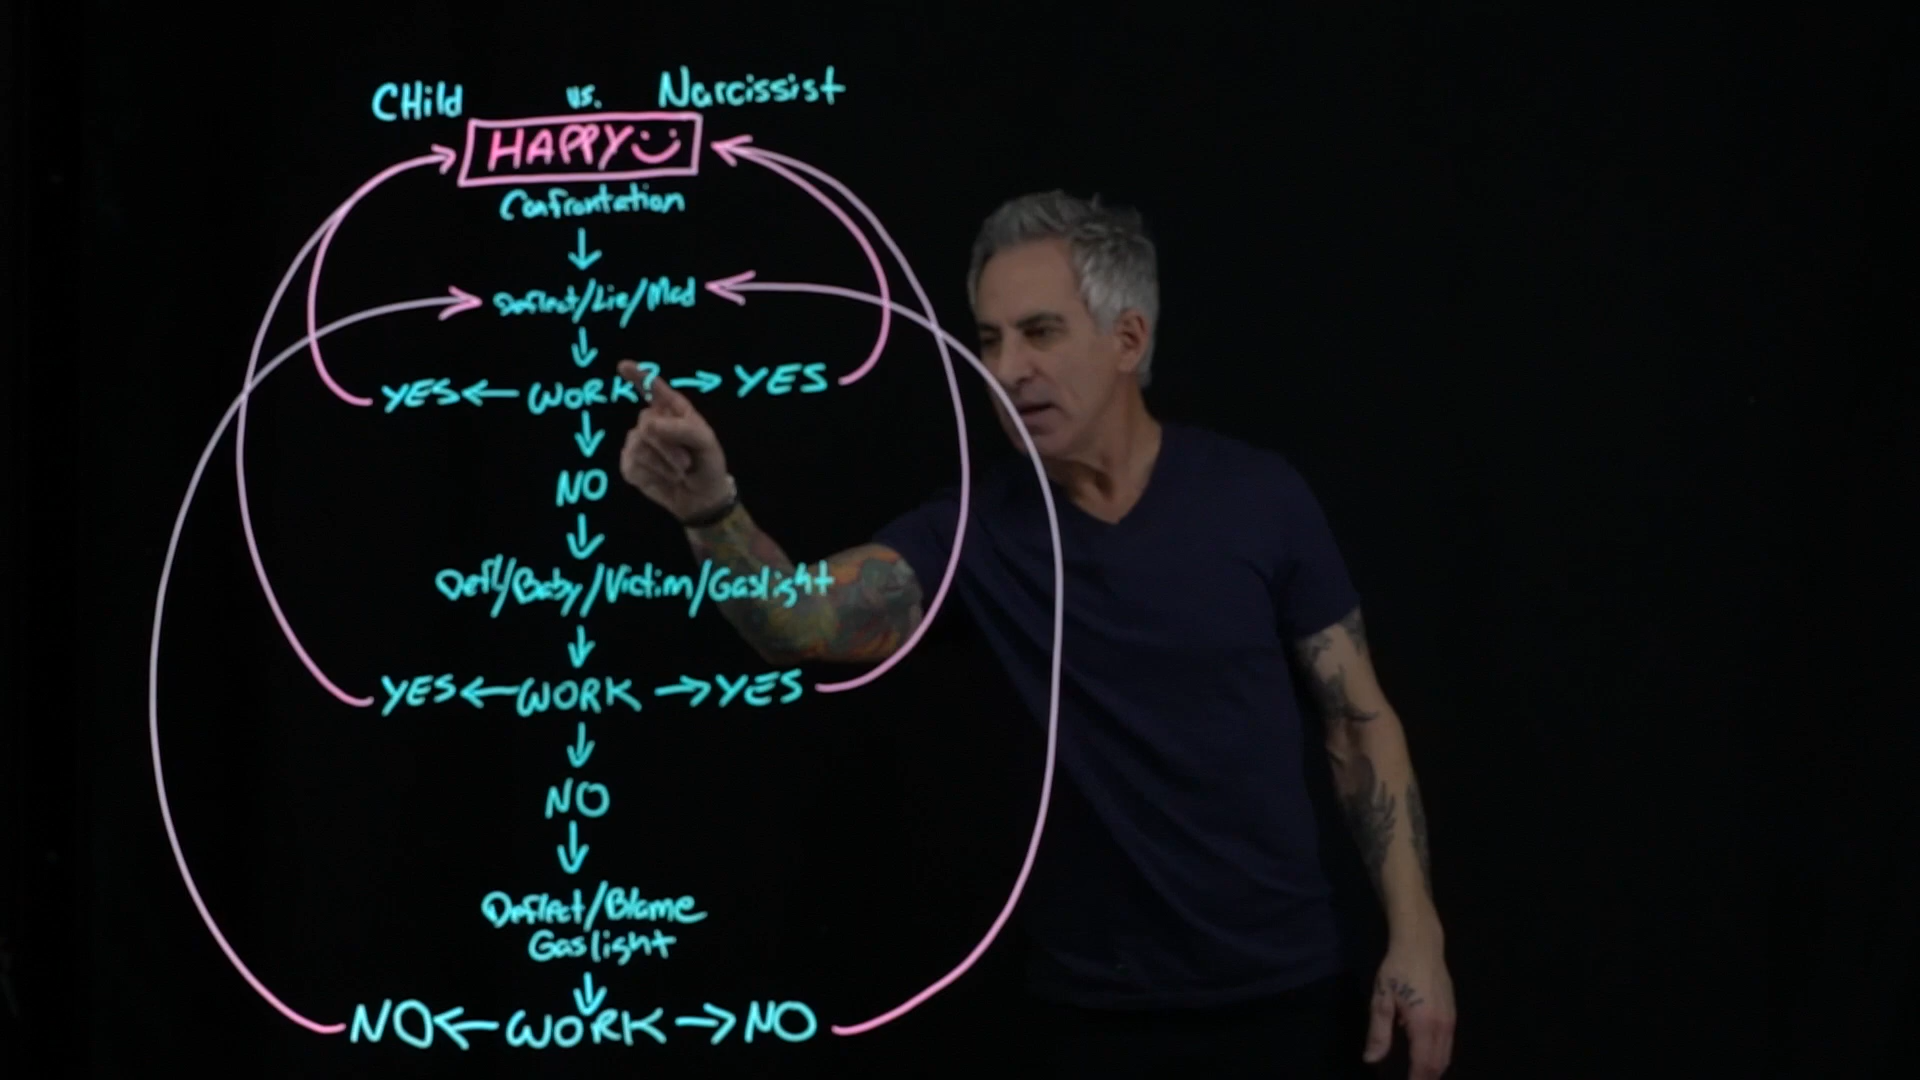 CHild vs. Narcissist
HAPPY
Confrontation
Deflect/Lie/Mad
YES WORK? YES
NO
Defl/Baby/Victim/Gaslight
YES WORK YES
NO
Deflect/Blame
Gaslight
NO WORK NO